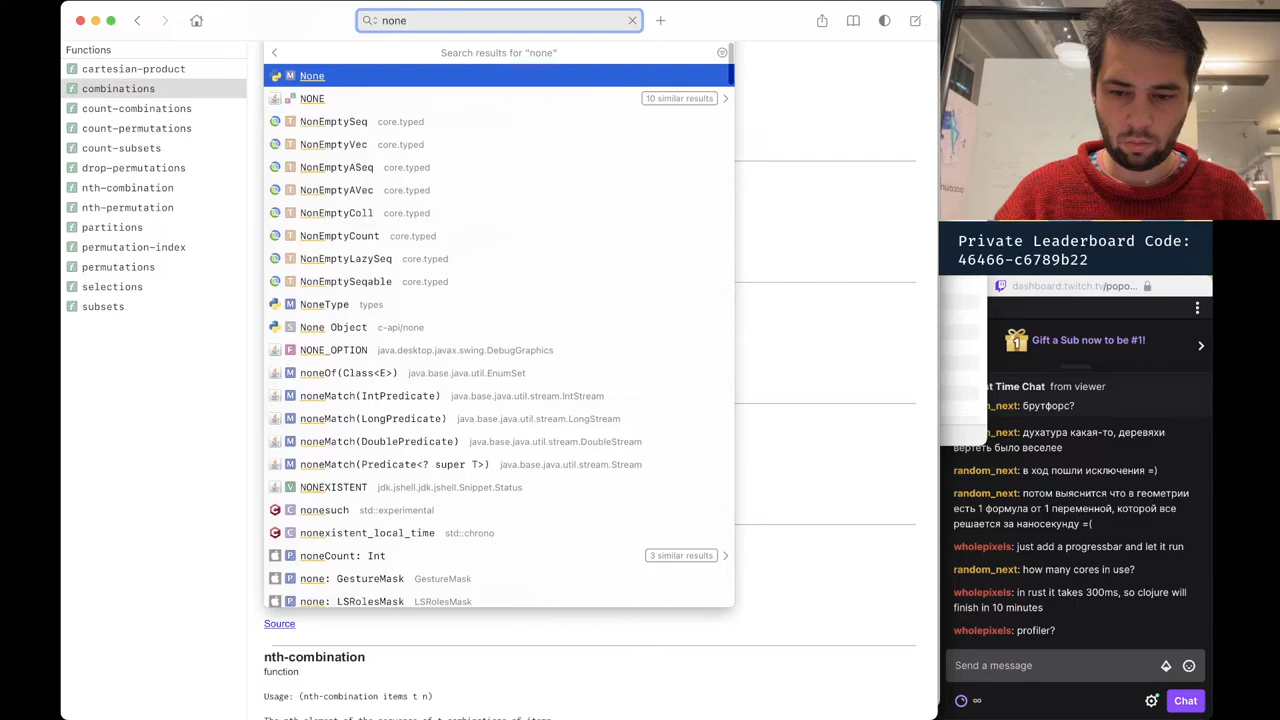 none
Functions
cartesian-product
combinations
count-combinations
count-permutations
count-subsets
drop-permutations
nth-combination
nth-permutation
partitions
permutation-index
permutations
selections
subsets
Search results for "none"
None
NONE 10 similar results
NonEmptySeq core.typed
NonEmptyVec core.typed
NonEmptyASeq core.typed
NonEmptyAVec core.typed
NonEmptyColl core.typed
NonEmptyCount core.typed
NonEmptyLazySeq core.typed
NonEmptySeqable core.typed
NoneType types
None Object c-api/none
NONE_OPTION java.desktop.javax.swing.DebugGraphics
noneOf(Class<E>) java.base.java.util.EnumSet
noneMatch(IntPredicate) java.base.java.util.stream.IntStream
noneMatch(LongPredicate) java.base.java.util.stream.LongStream
noneMatch(DoublePredicate) java.base.java.util.stream.DoubleStream
noneMatch(Predicate<? super T>) java.base.java.util.stream.Stream
NONEXISTENT jdk.jshell.jdk.jshell.Snippet.Status
nonesuch std::experimental
nonexistent_local_time std::chrono
noneCount: Int 3 similar results
none: GestureMask GestureMask
none: LSRolesMask LSRolesMask
Source
nth-combination
function
Usage: (nth-combination items t n)
Private Leaderboard Code:
46466-c6789b22
dashboard.twitch.tv/popo...
1 Gift a Sub now to be #1!
st Time Chat from viewer
m_next: брутфорс?
m_next: духатура какая-то, деревяхи
вертеть было веселее
random_next: в ход пошли исключения =)
random_next: потом выяснится что в геометрии
есть 1 формула от 1 переменной, которой все
решается за наносекунду =(
wholepixels: just add a progressbar and let it run
random_next: how many cores in use?
wholepixels: in rust it takes 300ms, so clojure will
finish in 10 minutes
wholepixels: profiler?
Send a message
∞
Chat